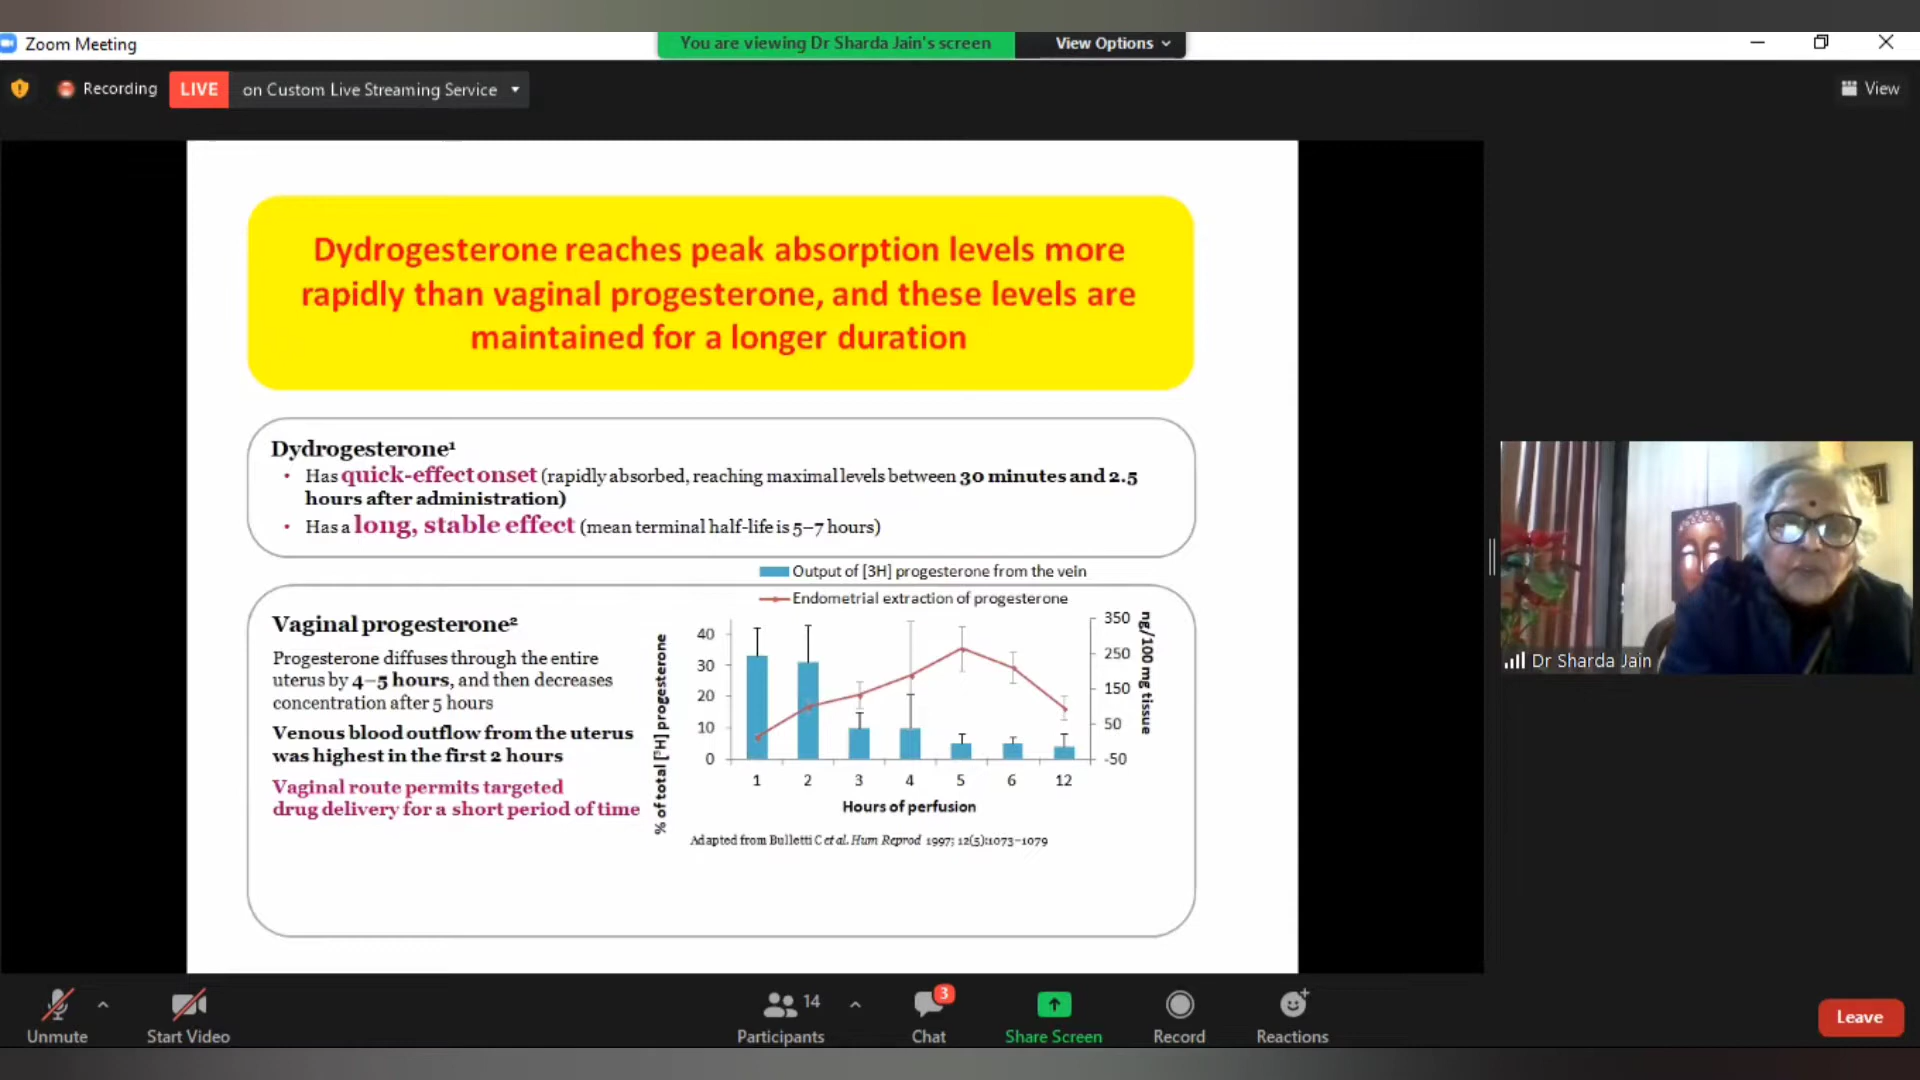 Zoom Meeting
You are viewing Dr Sharda Jain's screen
View Options
Recording
LIVE
on Custom Live Streaming Service
View
Dydrogesterone reaches peak absorption levels more
rapidly than vaginal progesterone, and these levels are
maintained for a longer duration
Dydrogesterone¹
• Has quick-effect onset (rapidly absorbed, reaching maximal levels between 30 minutes and 2.5
hours after administration)
• Has a long, stable effect (mean terminal half-life is 5–7 hours)
Output of [3H] progesterone from the vein
Endometrial extraction of progesterone
Vaginal progesterone²
Progesterone diffuses through the entire
uterus by 4–5 hours, and then decreases
concentration after 5 hours
Venous blood outflow from the uterus
was highest in the first 2 hours
Vaginal route permits targeted
drug delivery for a short period of time
% of total [³H] progesterone
40
30
20
10
0
350
250
150
50
-50
ng/100 mg tissue
1 2 3 4 5 6 12
Hours of perfusion
Adapted from Bulletti C et al. Hum Reprod 1997; 12(5):1073–1079
Dr Sharda Jain
Unmute
Start Video
14
Participants
3
Chat
Share Screen
Record
Reactions
Leave